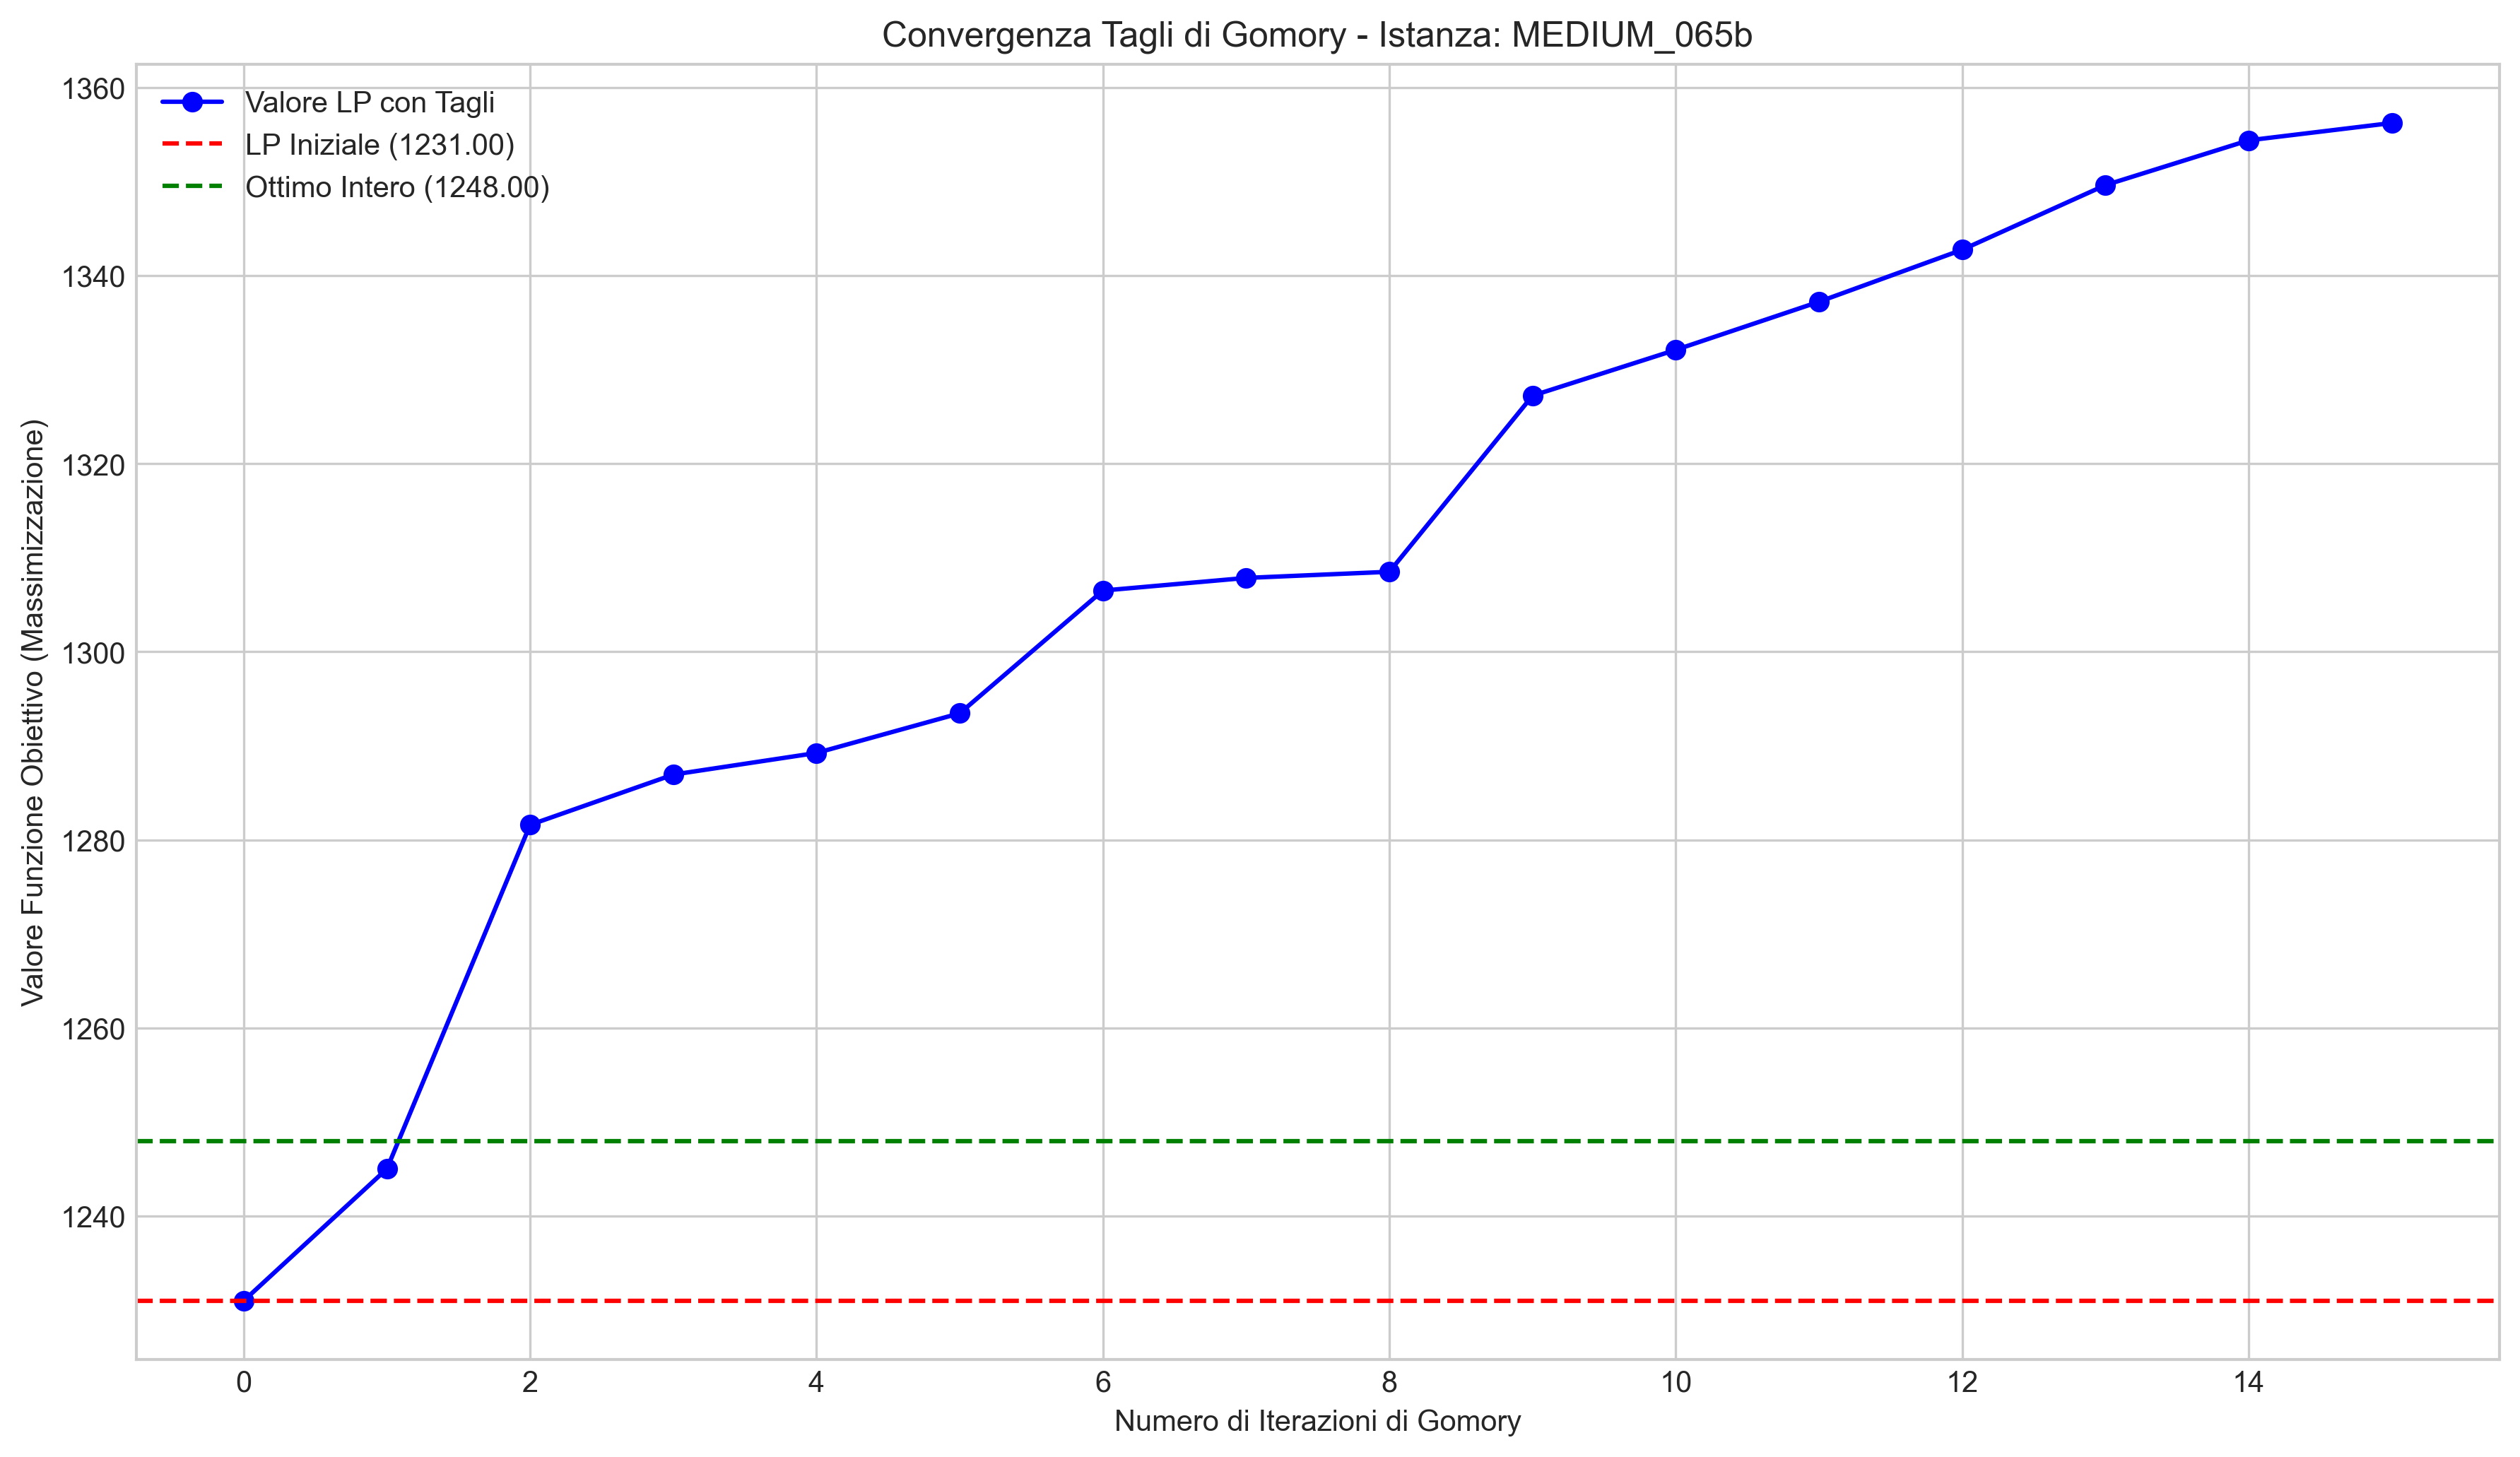 Convergenza Tagli di Gomory - Istanza: MEDIUM_065b
Valore LP con Tagli
LP Iniziale (1231.00)
Ottimo Intero (1248.00)
Valore Funzione Obiettivo (Massimizzazione)
1360
1340
1320
1300
1280
1260
1240
0 2 4 6 8 10 12 14
Numero di Iterazioni di Gomory